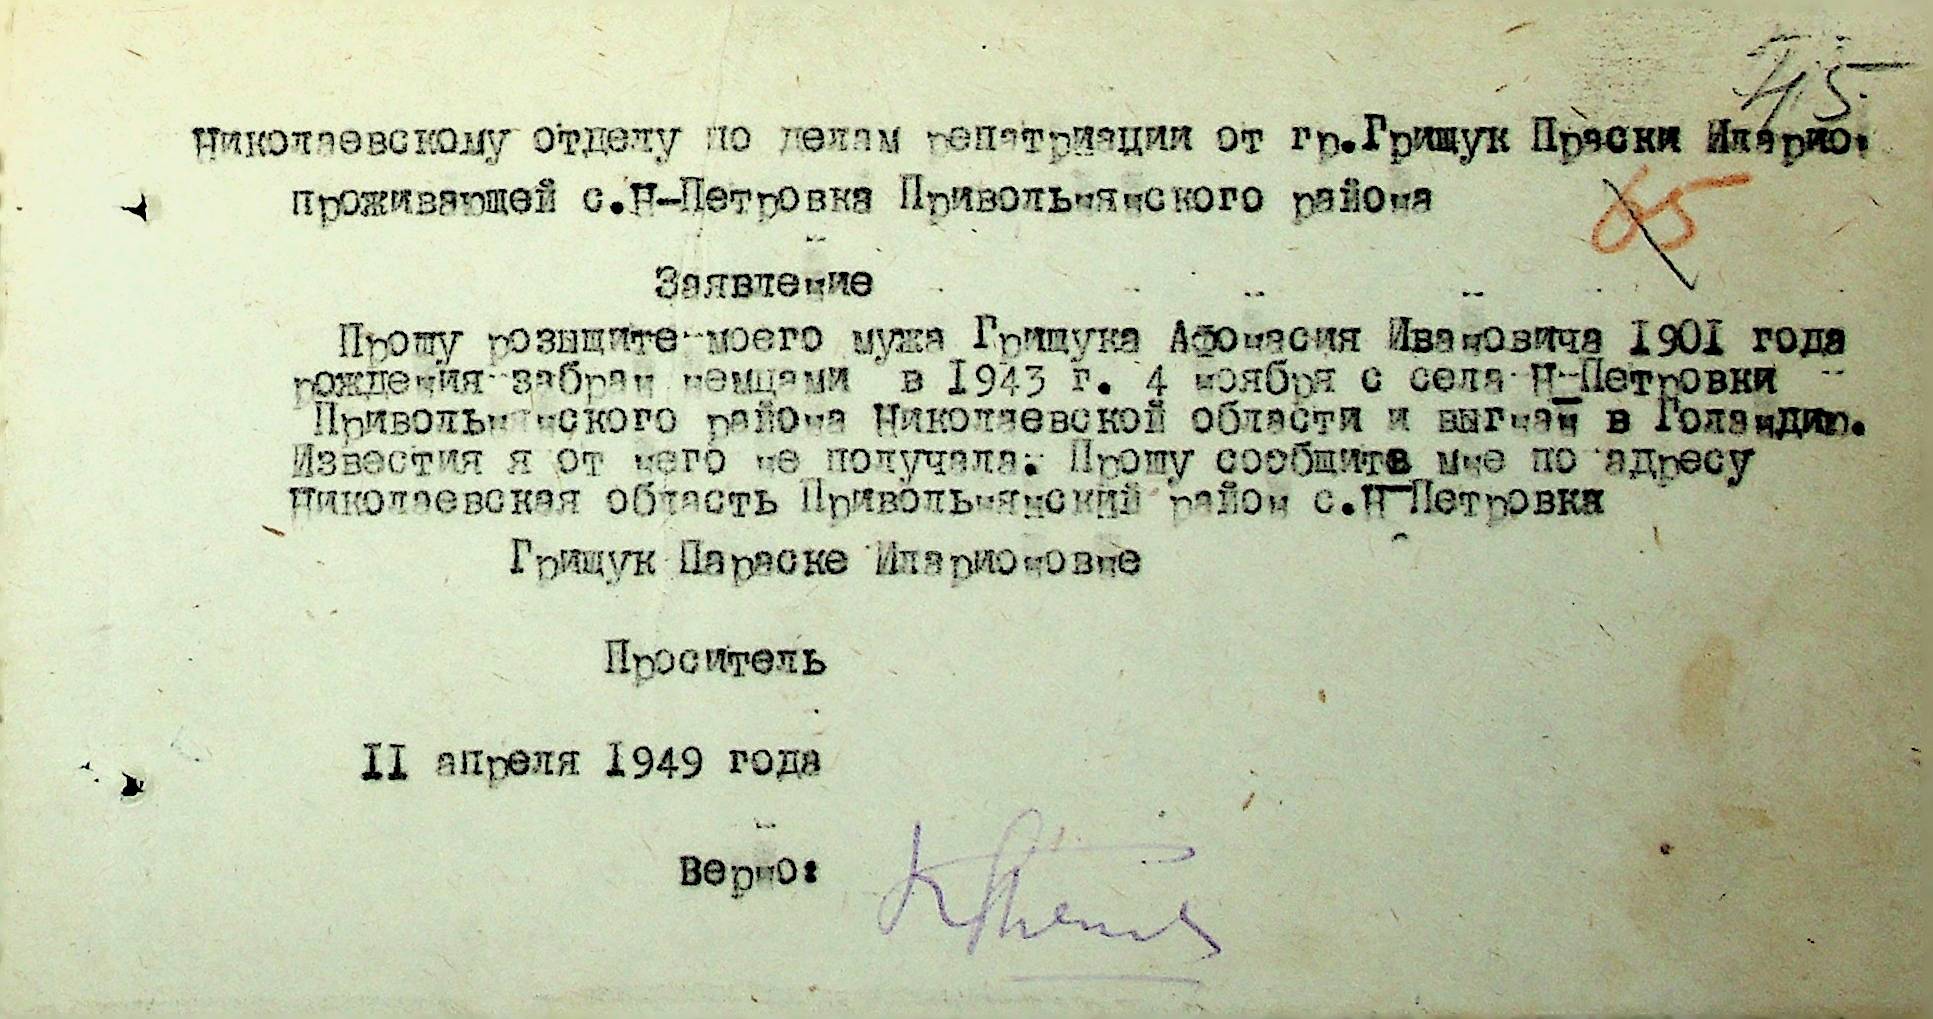 45
Николаевскому отделу по делам репатриации от гр.Грищук Праски Иларио.
проживающей с.Н-Петровка Привольнянского района
65
Заявление
Прошу розыщите моего мужа Грищука Афонасия Ивановича 1901 года
рождения забран немцами в 1943 г. 4 ноября с села Н-Петровки
Привольнянского района Николаевской области и выгнан в Голандию.
Известия я от него не получала. Прошу сообщите мне по адресу
Николаевская область Привольнянский район с.Н-Петровка
Грищук Параске Иларионовне
Проситель
II апреля 1949 года
Верно: